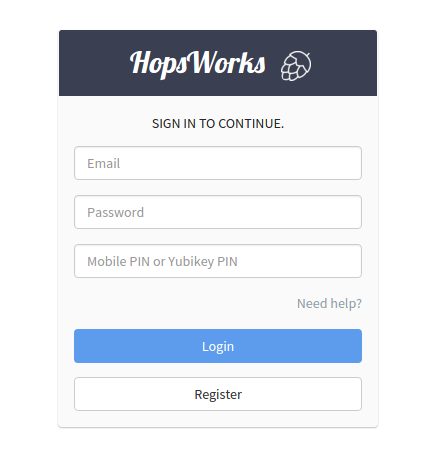 HopsWorks
SIGN IN TO CONTINUE.
Email
Password
Mobile PIN or Yubikey PIN
Need help?
Login
Register